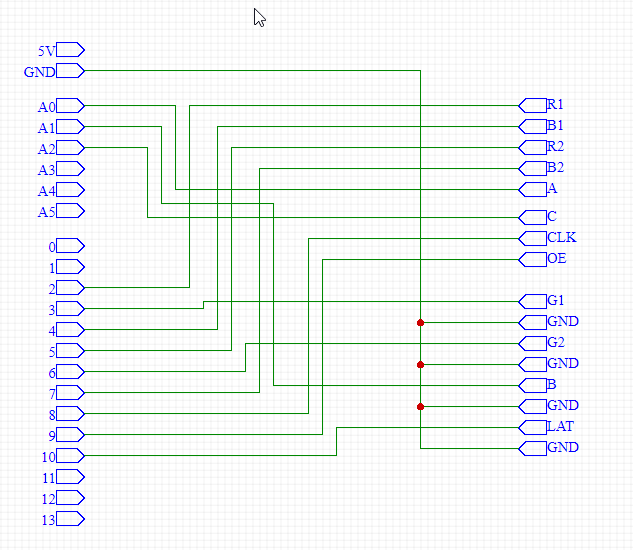 5V
GND
A0
A1
A2
A3
A4
A5
0
1
2
3
4
5
6
7
8
9
10
11
12
13
R1
B1
R2
B2
A
C
CLK
OE
G1
GND
G2
GND
B
GND
LAT
GND